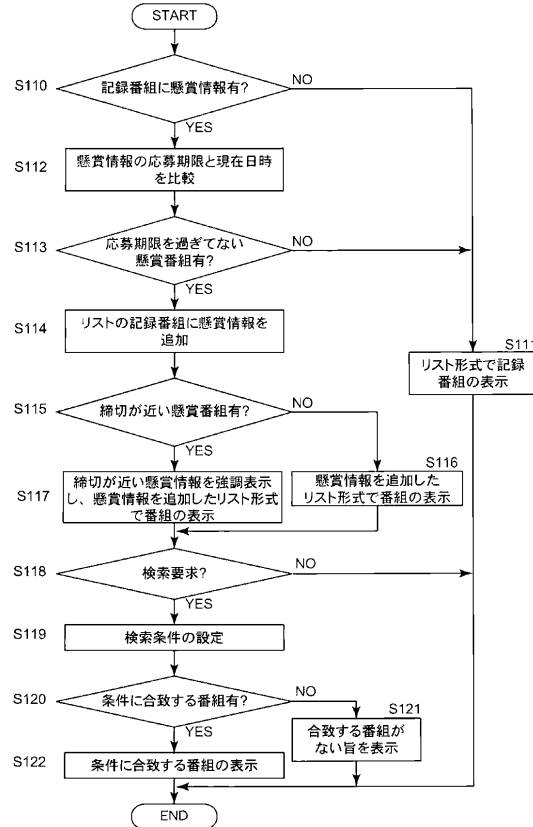 START
S110
記録番組に懸賞情報有?
NO
YES
S112
懸賞情報の応募期限と現在日時
を比較
S113
応募期限を過ぎてない
懸賞番組有?
NO
YES
S114
リストの記録番組に懸賞情報を
追加
S111
リスト形式で記録
番組の表示
S115
締切が近い懸賞番組有?
NO
YES
S116
懸賞情報を追加した
リスト形式で番組の表示
S117
締切が近い懸賞情報を強調表示
し、懸賞情報を追加したリスト形式
で番組の表示
S118
検索要求?
NO
YES
S119
検索条件の設定
S120
条件に合致する番組有?
NO
YES
S121
合致する番組が
ない旨を表示
S122
条件に合致する番組の表示
END